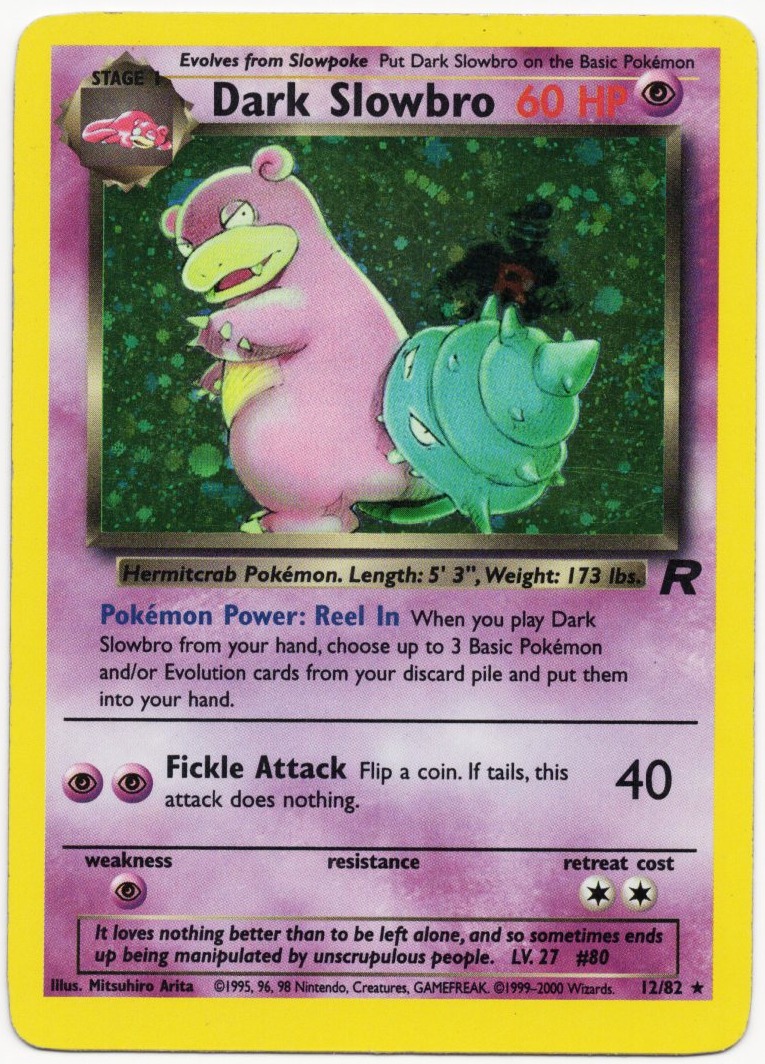 Evolves from Slowpoke Put Dark Slowbro on the Basic Pokémon
STAGE 1
Dark Slowbro 60 HP
R
Hermitcrab Pokémon. Length: 5' 3", Weight: 173 lbs.
R
Pokémon Power: Reel In When you play Dark
Slowbro from your hand, choose up to 3 Basic Pokémon
and/or Evolution cards from your discard pile and put them
into your hand.
Fickle Attack Flip a coin. If tails, this 40
attack does nothing.
weakness resistance retreat cost
It loves nothing better than to be left alone, and so sometimes ends
up being manipulated by unscrupulous people. LV. 27 #80
Illus. Mitsuhiro Arita ©1995, 96, 98 Nintendo, Creatures, GAMEFREAK. ©1999–2000 Wizards. 12/82 ★